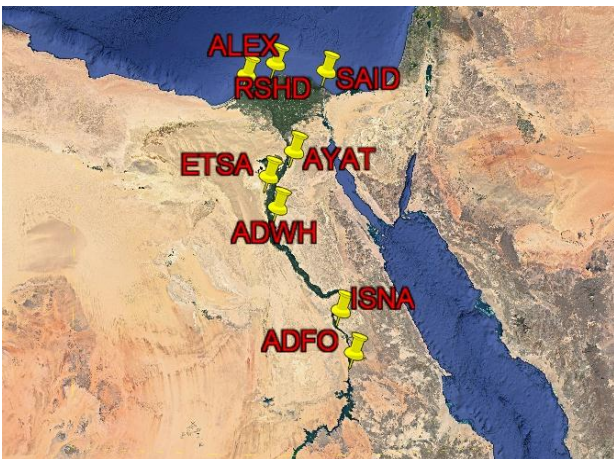 ALEX
RSHD
SAID
ETSA
AYAT
ADWH
ISNA
ADFO